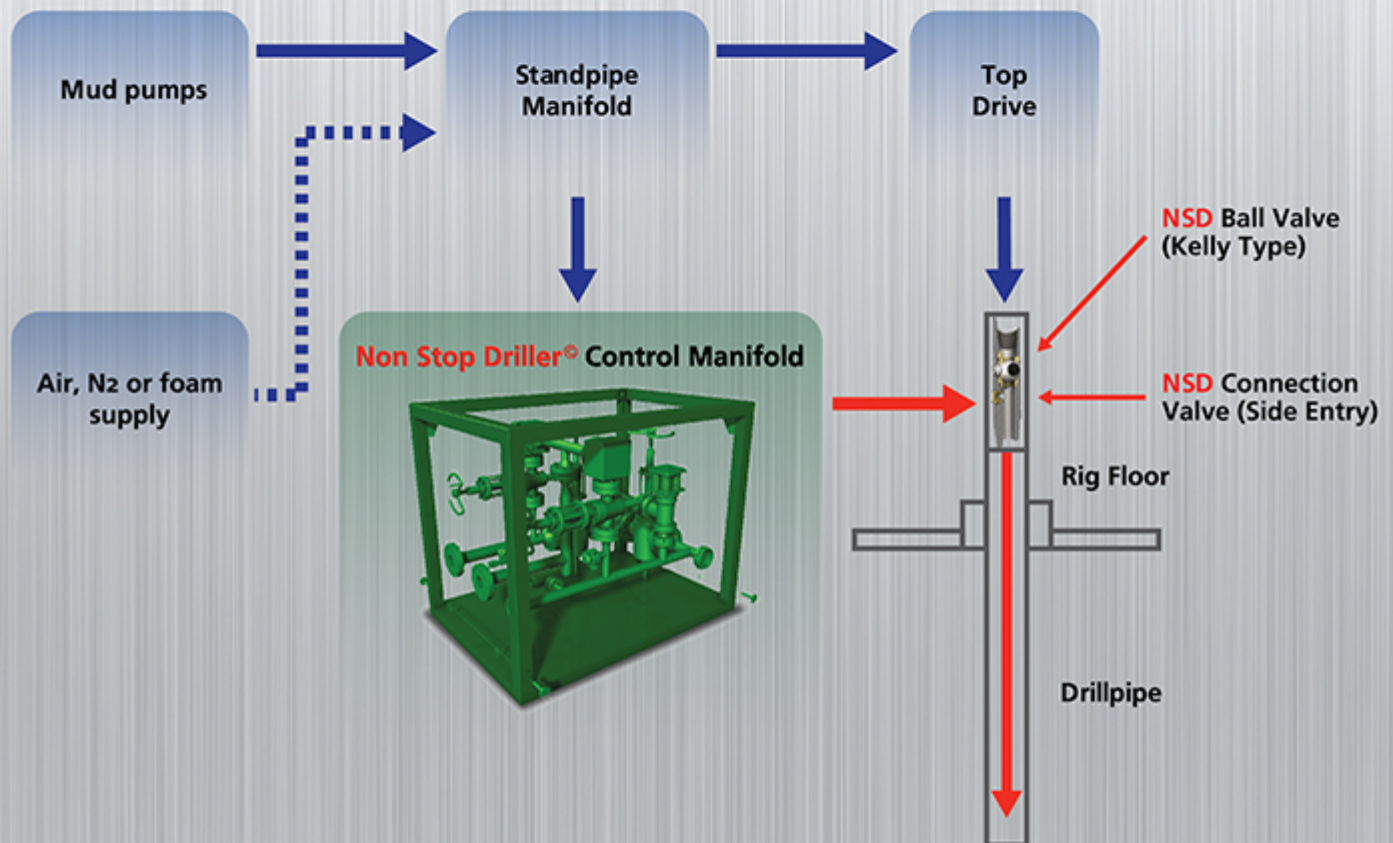 Mud pumps
Standpipe
Manifold
Top
Drive
NSD Ball Valve
(Kelly Type)
Air, N2 or foam
supply
Non Stop Driller© Control Manifold
NSD Connection
Valve (Side Entry)
Rig Floor
Drillpipe